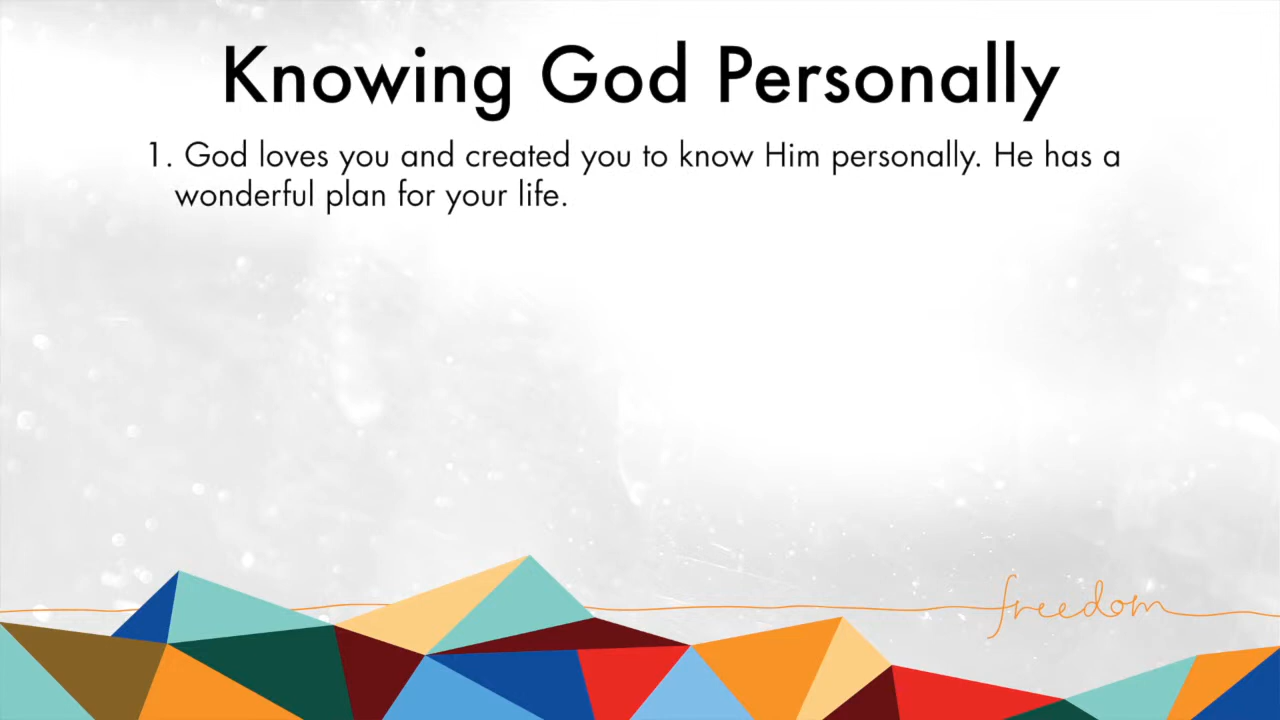 Knowing God Personally
1. God loves you and created you to know Him personally. He has a
wonderful plan for your life.
freedom